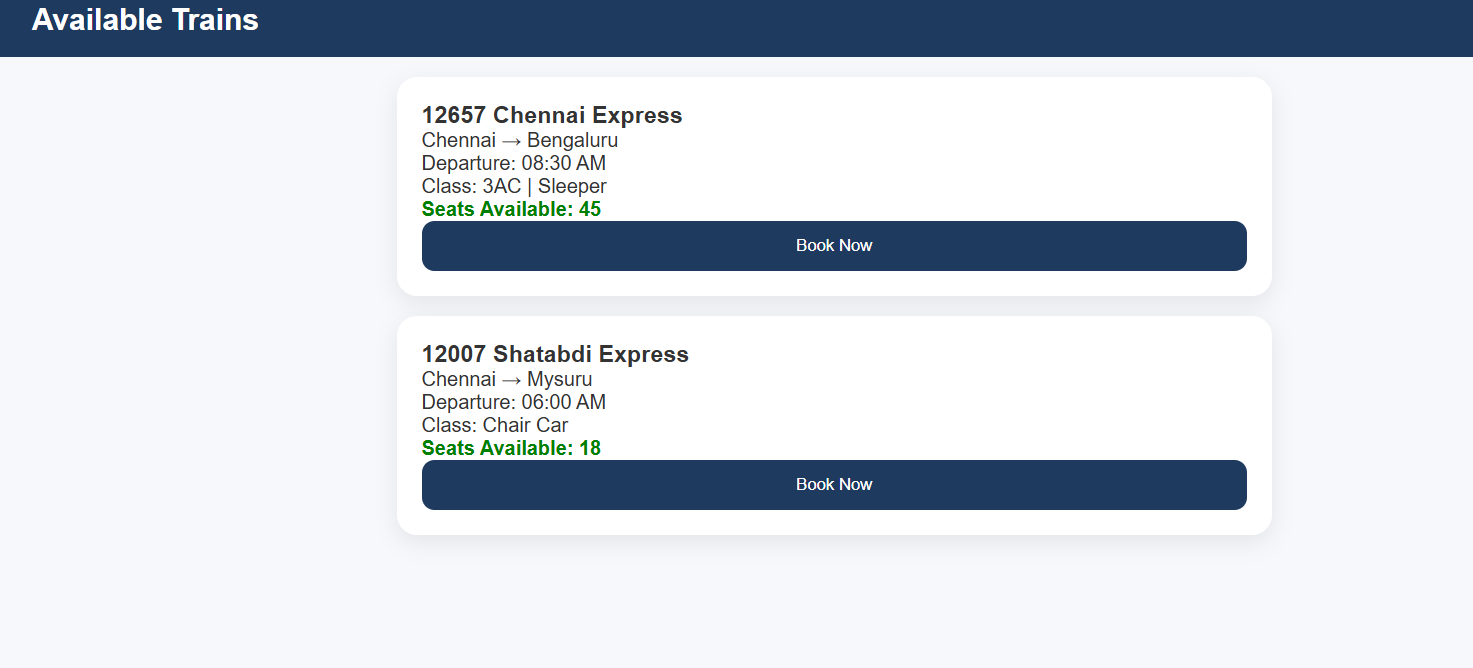 Available Trains
12657 Chennai Express
Chennai → Bengaluru
Departure: 08:30 AM
Class: 3AC | Sleeper
Seats Available: 45
Book Now
12007 Shatabdi Express
Chennai → Mysuru
Departure: 06:00 AM
Class: Chair Car
Seats Available: 18
Book Now